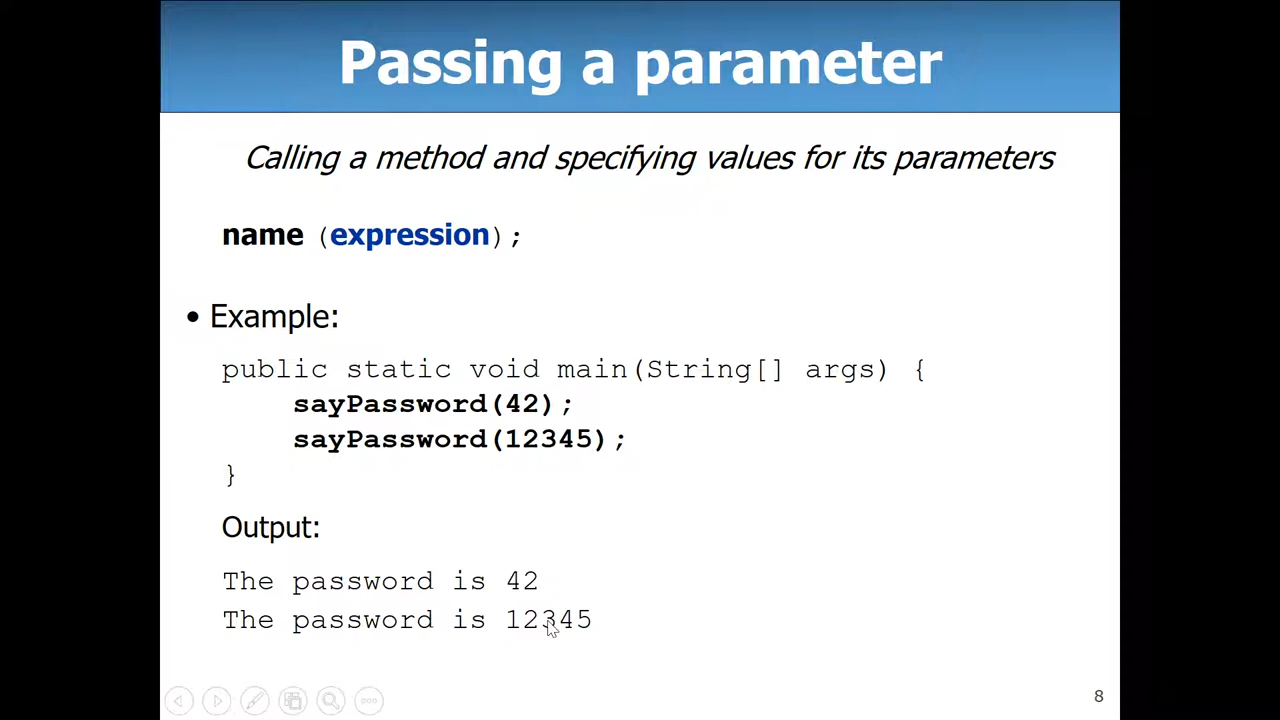 Passing a parameter
Calling a method and specifying values for its parameters
name (expression);
• Example:
public static void main(String[] args) {
sayPassword(42);
sayPassword(12345);
}
Output:
The password is 42
The password is 12345
8